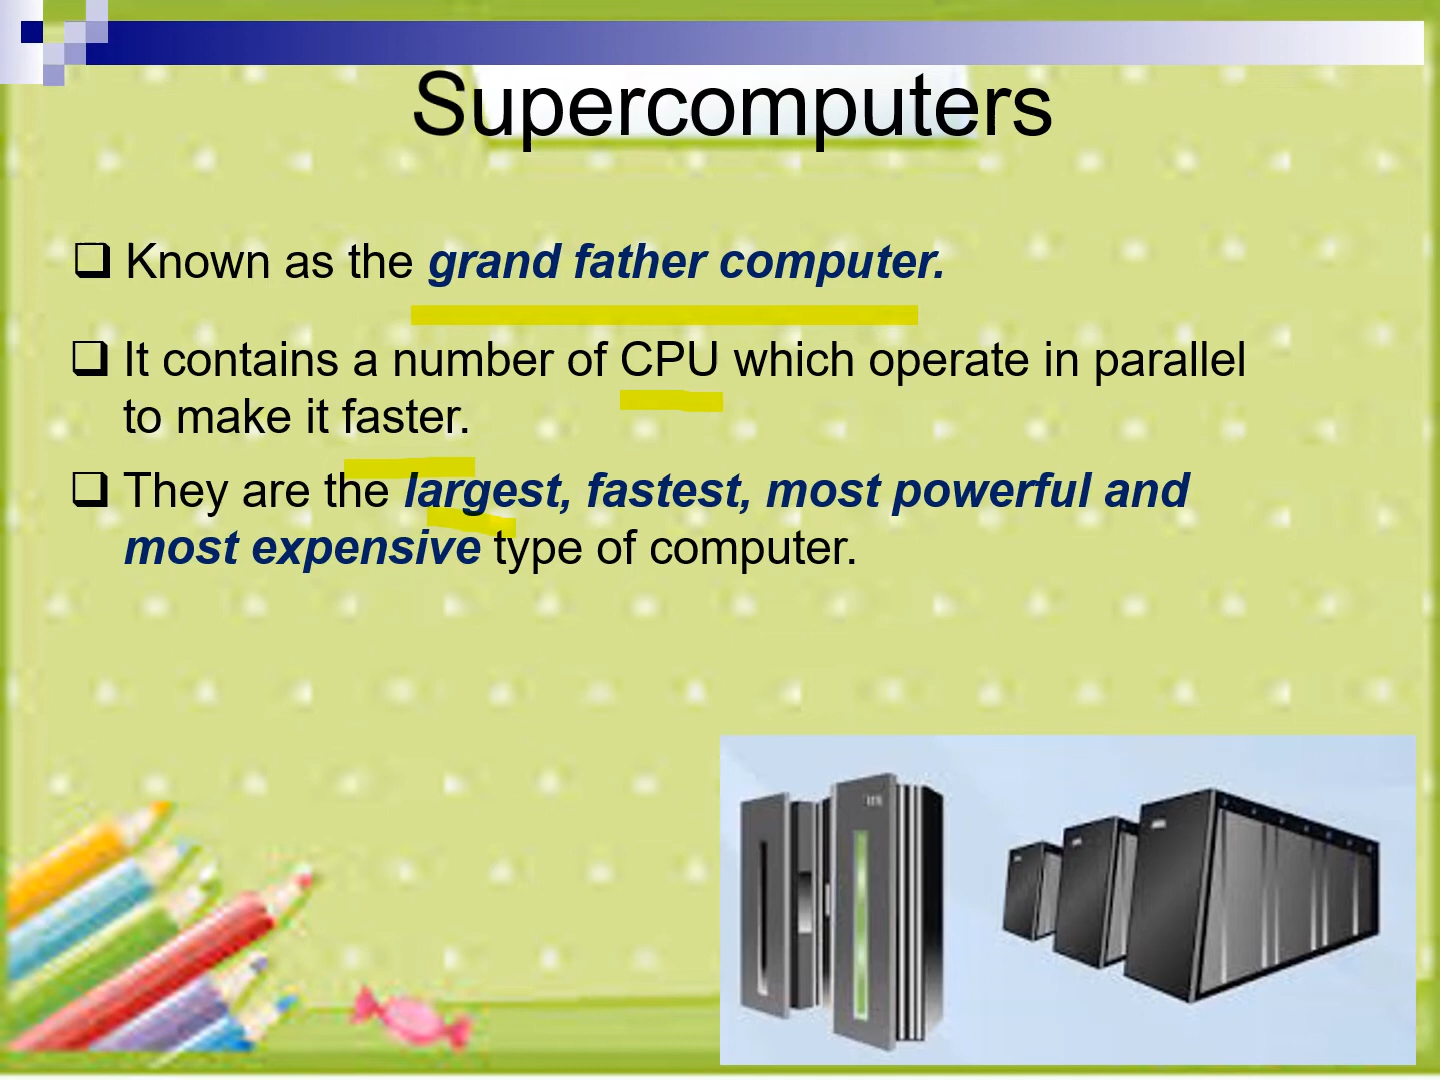 Supercomputers
❑ Known as the grand father computer.
❑ It contains a number of CPU which operate in parallel
to make it faster.
❑ They are the largest, fastest, most powerful and
most expensive type of computer.